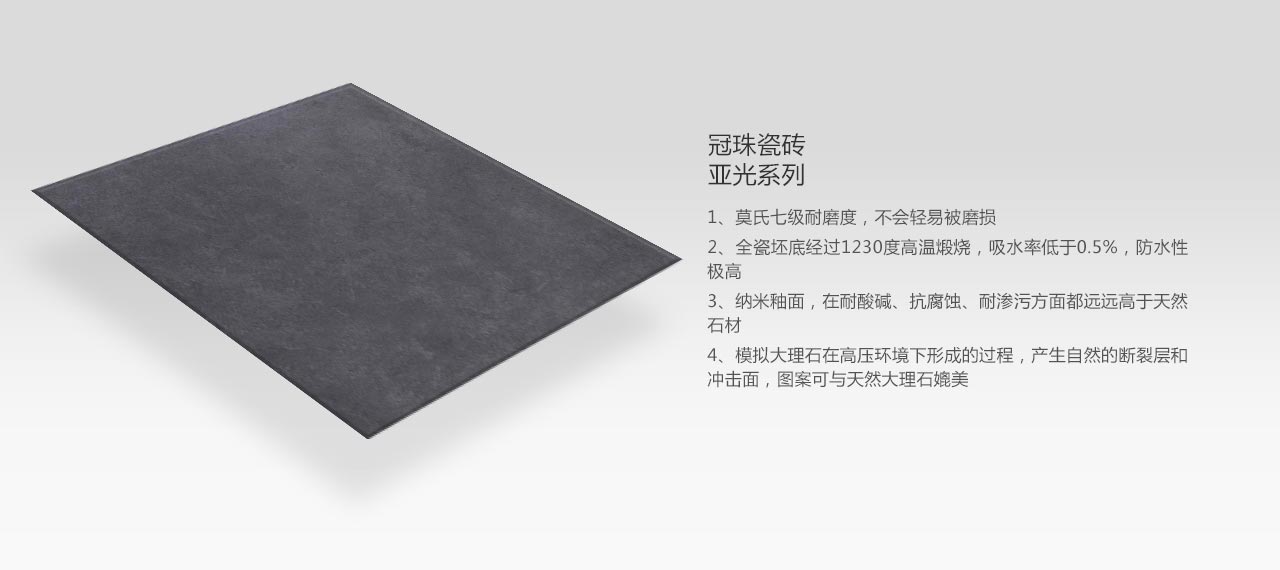 冠珠瓷砖
亚光系列
1、莫氏七级耐磨度，不会轻易被磨损
2、全瓷坯底经过1230度高温煅烧，吸水率低于0.5%，防水性
极高
3、纳米釉面，在耐酸碱、抗腐蚀、耐渗污方面都远远高于天然
石材
4、模拟大理石在高压环境下形成的过程，产生自然的断裂层和
冲击面，图案可与天然大理石媲美